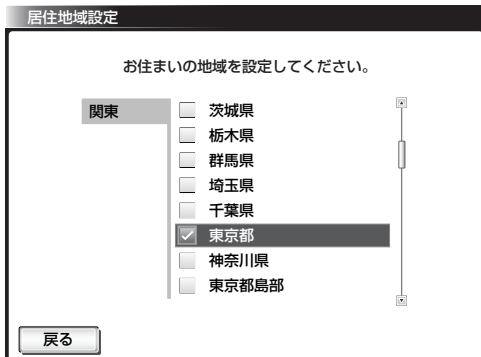 居住地域設定
お住まいの地域を設定してください。
関東
茨城県
栃木県
群馬県
埼玉県
千葉県
東京都
神奈川県
東京都島部
戻る